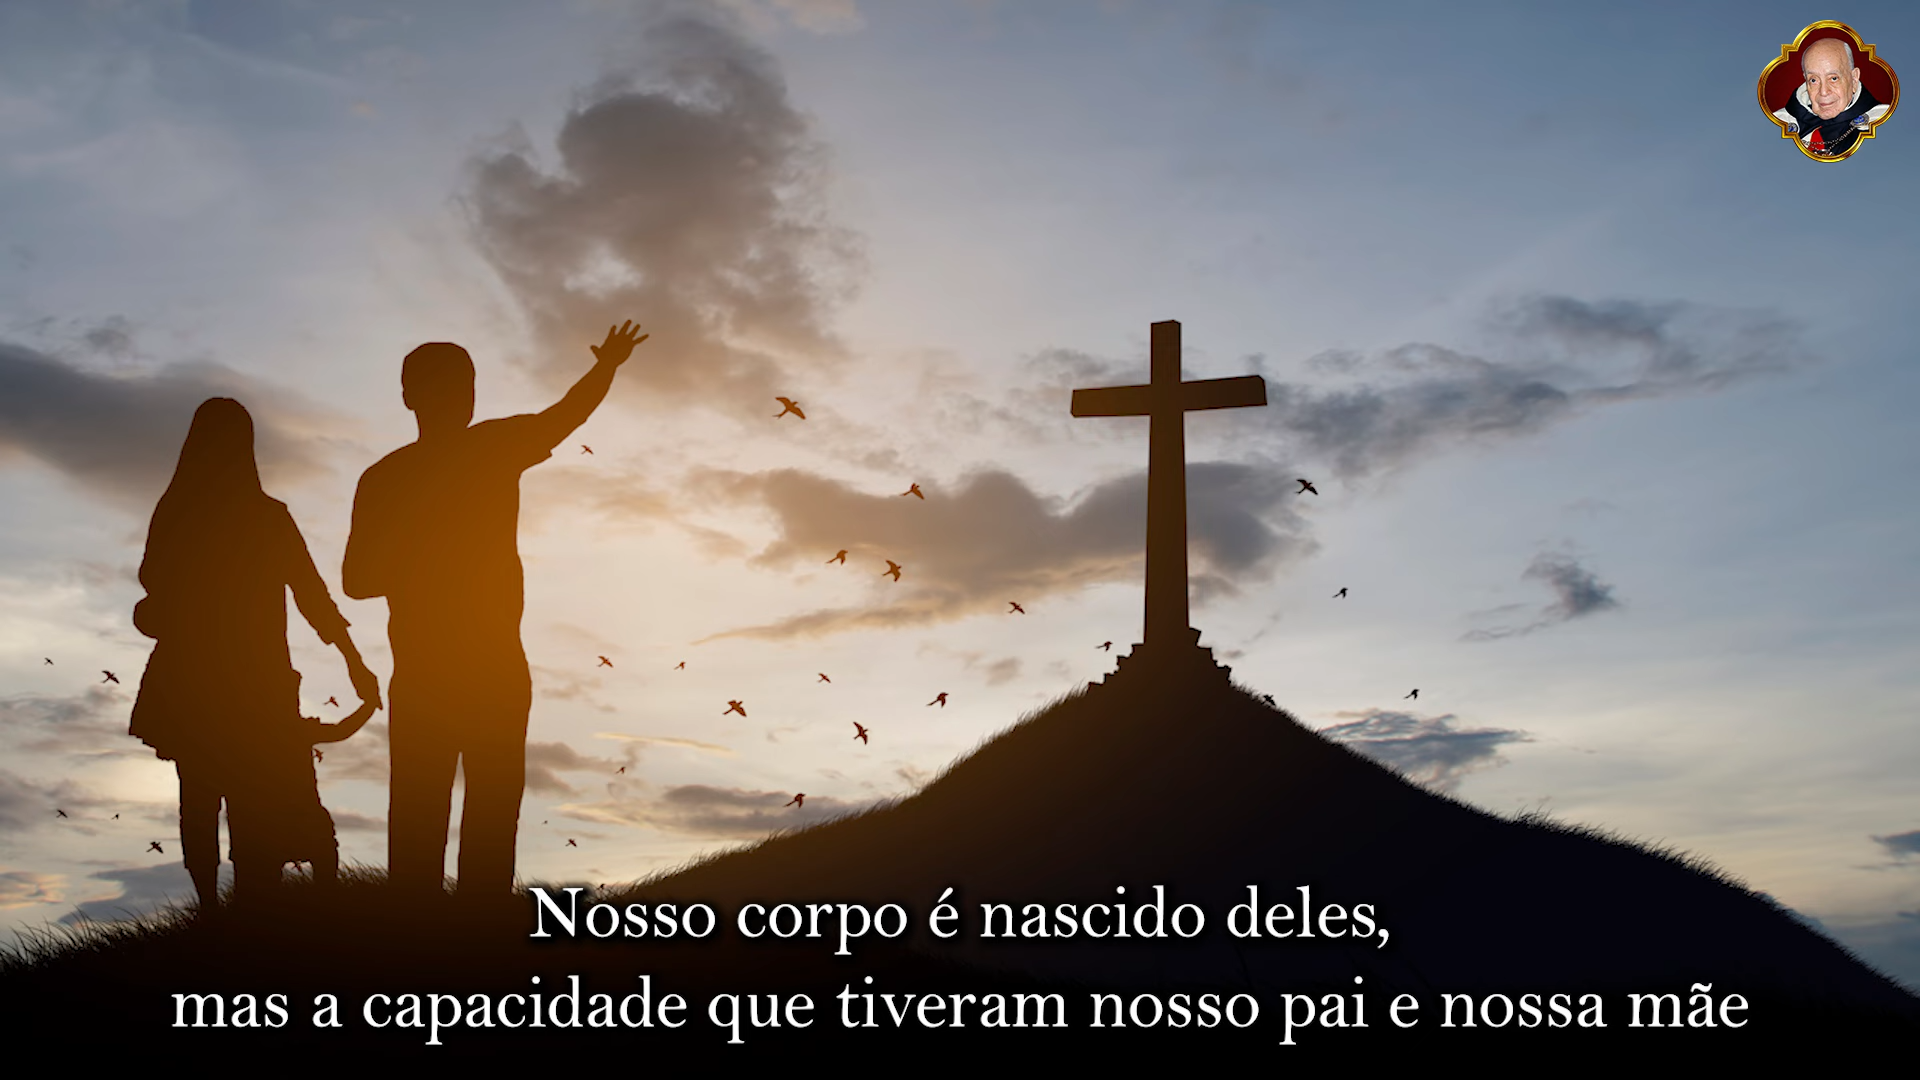 Nosso corpo é nascido deles,
mas a capacidade que tiveram nosso pai e nossa mãe